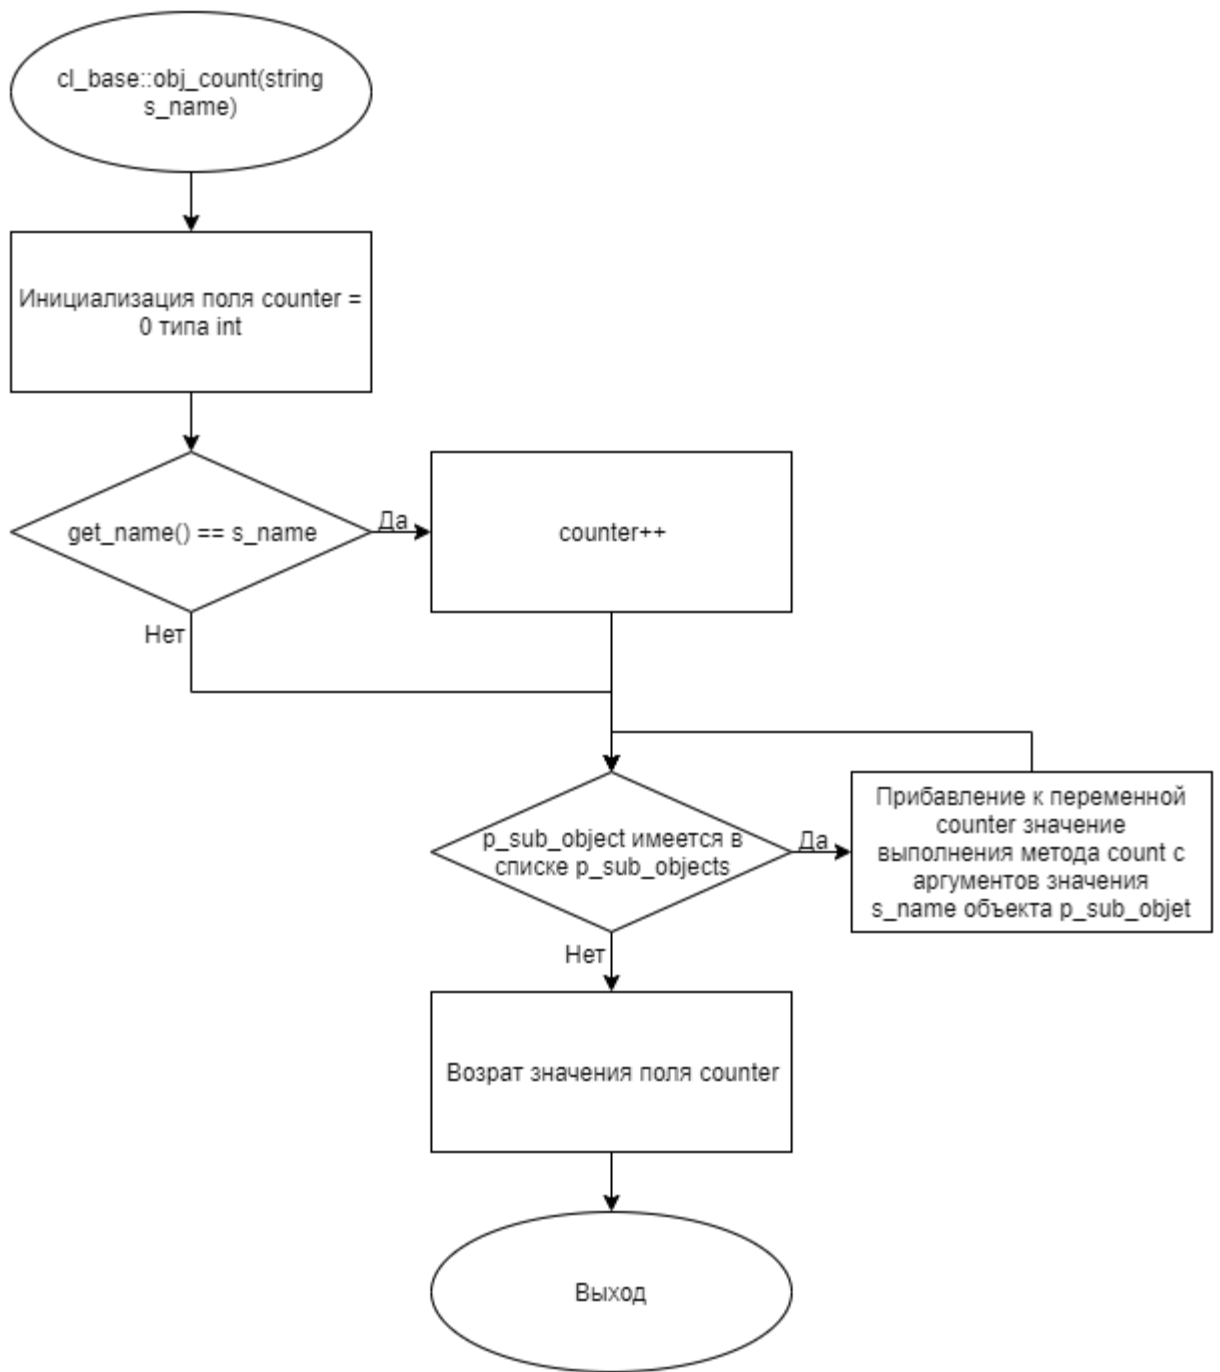 cl_base::obj_count(string
s_name)
Инициализация поля counter =
0 типа int
get_name() == s_name
Да
counter++
Нет
p_sub_object имеется в
списке p_sub_objects
Да
Прибавление к переменной
counter значение
выполнения метода count с
аргументов значения
s_name объекта p_sub_objet
Нет
Возрат значения поля counter
Выход